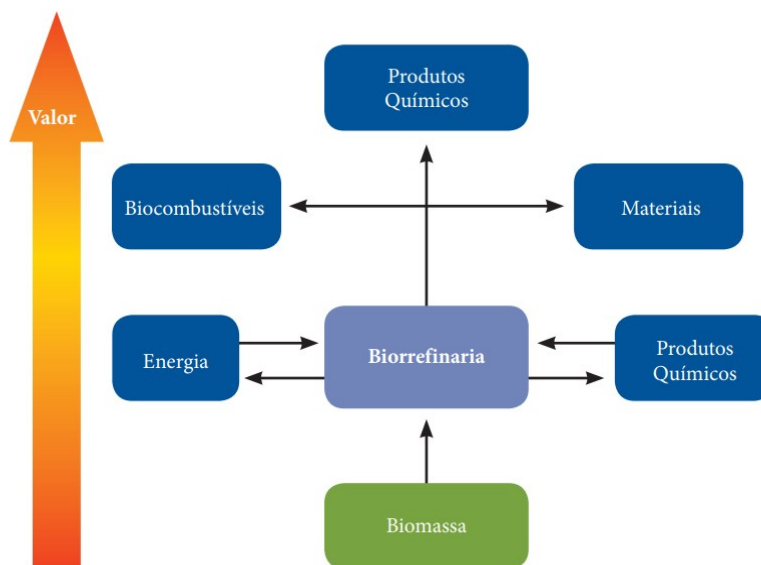 Produtos
Químicos
Valor
Biocombustíveis
Materiais
Energia
Biorrefinaria
Produtos
Químicos
Biomassa